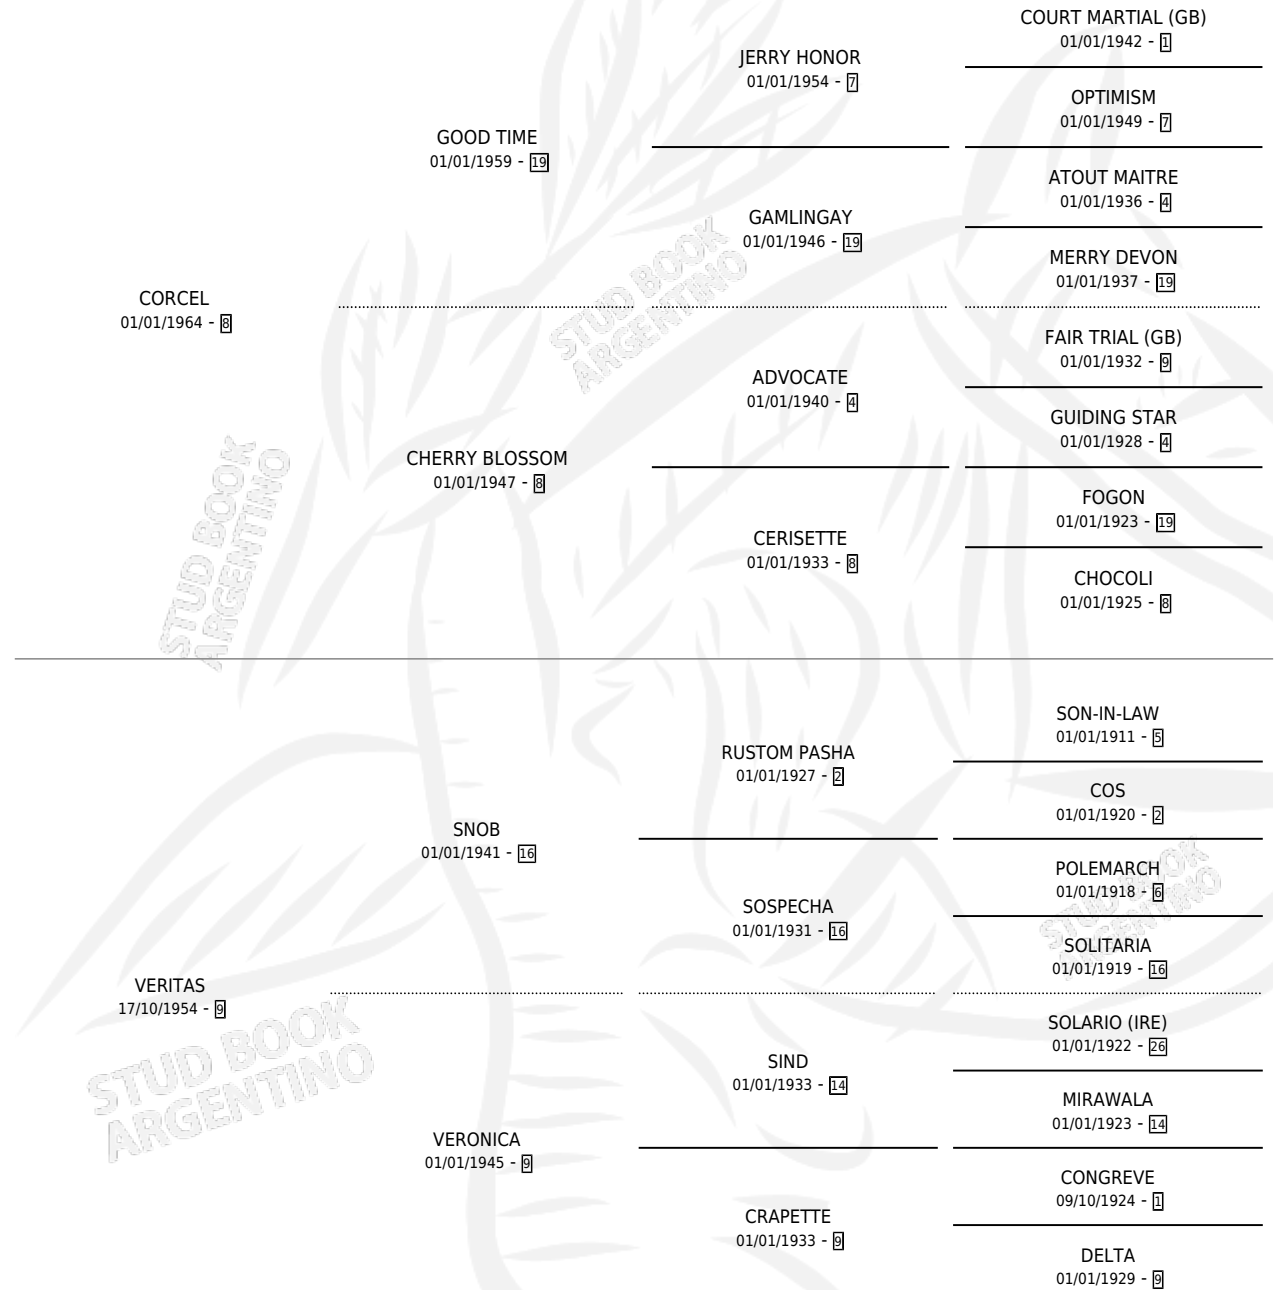 COURT MARTIAL (GB)
01/01/1942 - 1
JERRY HONOR
01/01/1954 - 7
OPTIMISM
01/01/1949 - 7
GOOD TIME
01/01/1959 - 19
ATOUT MAITRE
01/01/1936 - 4
GAMLINGAY
01/01/1946 - 19
MERRY DEVON
01/01/1937 - 19
CORCEL
01/01/1964 - 8
FAIR TRIAL (GB)
01/01/1932 - 9
ADVOCATE
01/01/1940 - 4
GUIDING STAR
01/01/1928 - 4
CHERRY BLOSSOM
01/01/1947 - 8
FOGON
01/01/1923 - 19
CERISETTE
01/01/1933 - 8
CHOCOLI
01/01/1925 - 8
STUD BOOK
ARGENTINO
STUD BOOK
ARGENTINO
SON-IN-LAW
01/01/1911 - 5
RUSTOM PASHA
01/01/1927 - 2
COS
01/01/1920 - 2
SNOB
01/01/1941 - 16
POLEMARCH
01/01/1918 - 6
SOSPECHA
01/01/1931 - 16
SOLITARIA
01/01/1919 - 16
VERITAS
17/10/1954 - 9
SOLARIO (IRE)
01/01/1922 - 26
SIND
01/01/1933 - 14
MIRAWALA
01/01/1923 - 14
VERONICA
01/01/1945 - 9
CONGREVE
09/10/1924 - 1
CRAPETTE
01/01/1933 - 9
DELTA
01/01/1929 - 9
STUD BOOK
ARGENTINO
STUD BOOK
ARGENTINO